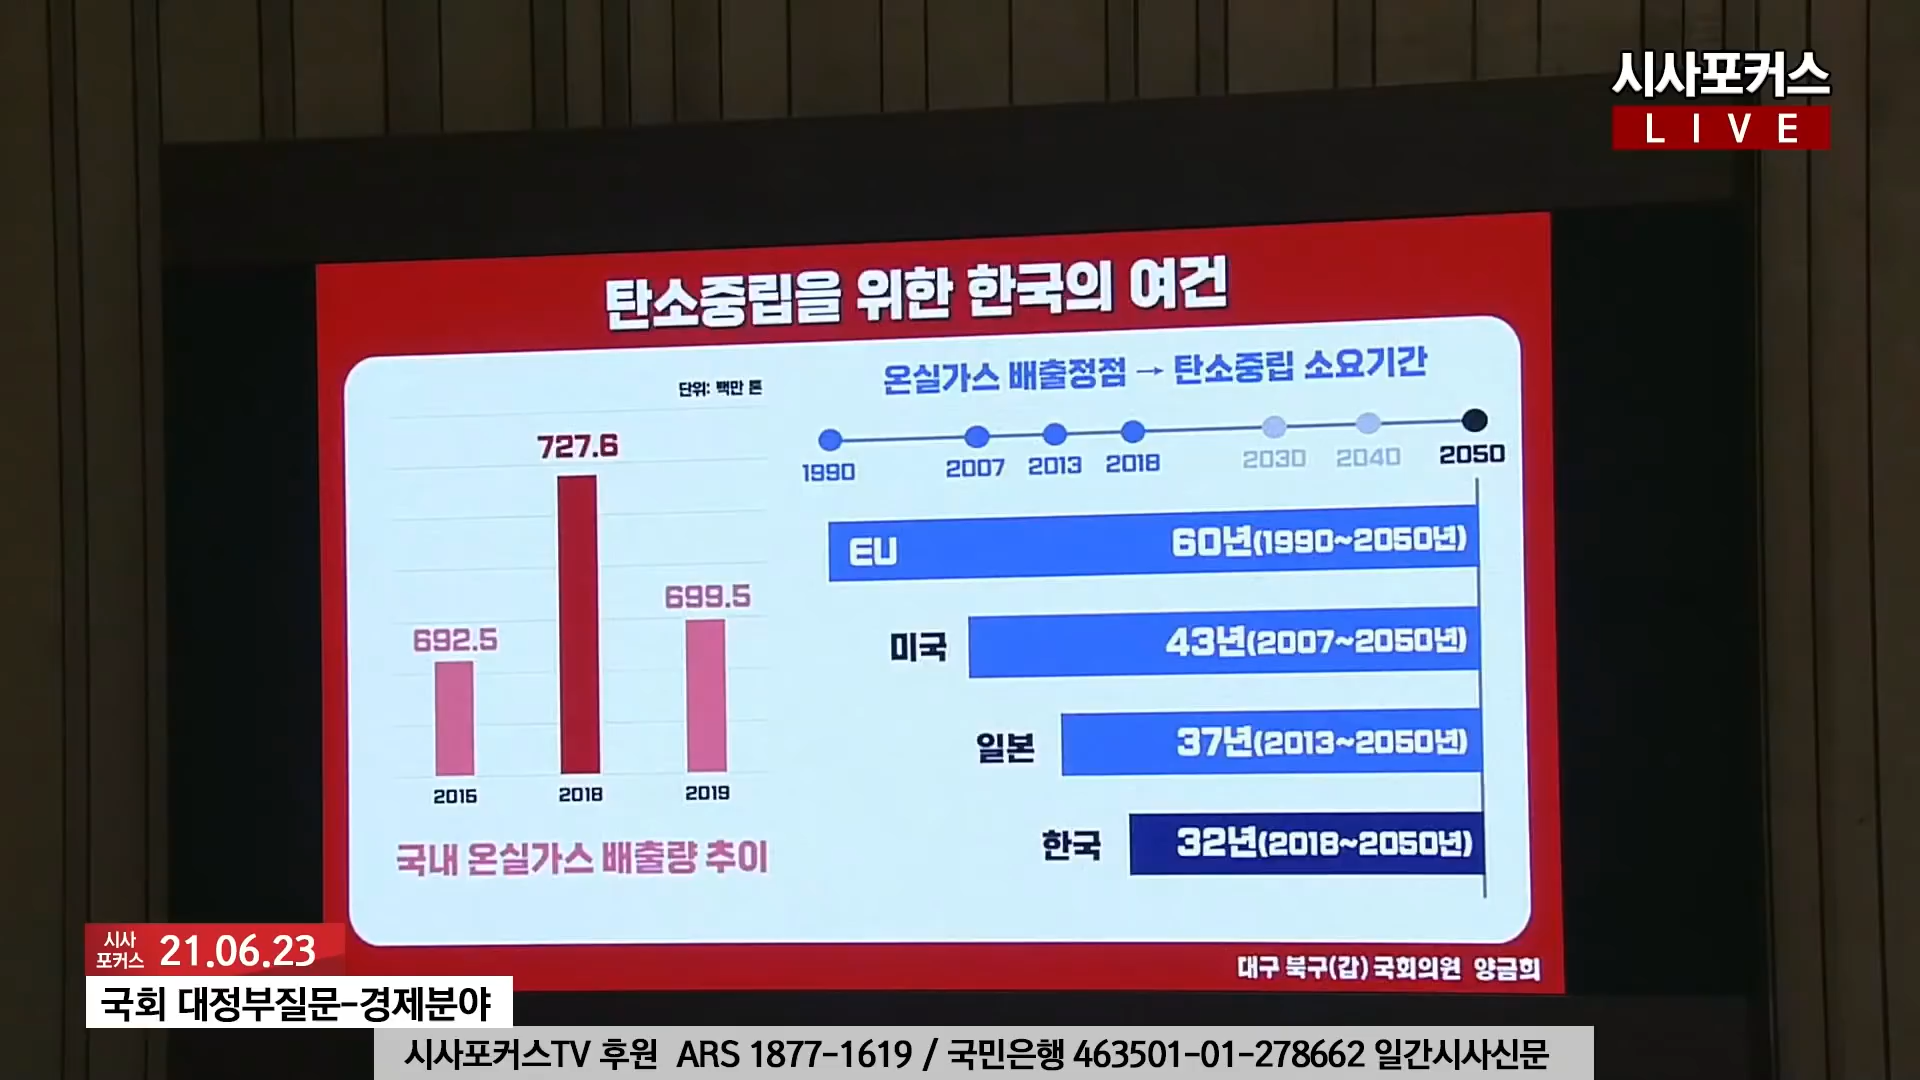 시사포커스
LIVE
탄소중립을 위한 한국의 여건
단위: 백만 톤
727.6
692.5
699.5
2015
2018
2019
국내 온실가스 배출량 추이
온실가스 배출정점 → 탄소중립 소요기간
1990
2007
2013
2018
2030
2040
2050
EU
60년(1990~2050년)
미국
43년(2007~2050년)
일본
37년(2013~2050년)
한국
32년(2018~2050년)
대구 북구(갑) 국회의원 양금희
시사
포커스
21.06.23
국회 대정부질문-경제분야
시사포커스TV 후원 ARS 1877-1619 / 국민은행 463501-01-278662 일간시사신문